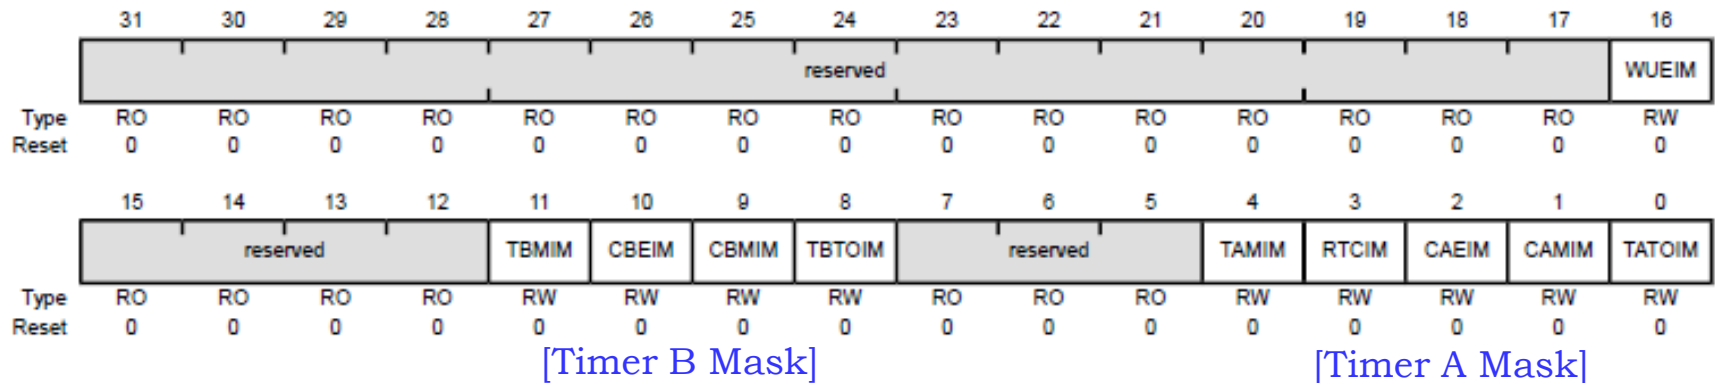 31 30 29 28 27 26 25 24 23 22 21 20 19 18 17 16
reserved WUEIM
Type RO RO RO RO RO RO RO RO RO RO RO RO RO RO RO RW
Reset 0 0 0 0 0 0 0 0 0 0 0 0 0 0 0 0
15 14 13 12 11 10 9 8 7 6 5 4 3 2 1 0
reserved TBMIM CBEIM CBMIM TBTOIM reserved TAMIM RTCIM CAEIM CAMIM TATOIM
Type RO RO RO RO RW RW RW RW RO RO RO RW RW RW RW RW
Reset 0 0 0 0 0 0 0 0 0 0 0 0 0 0 0 0
[Timer B Mask] [Timer A Mask]